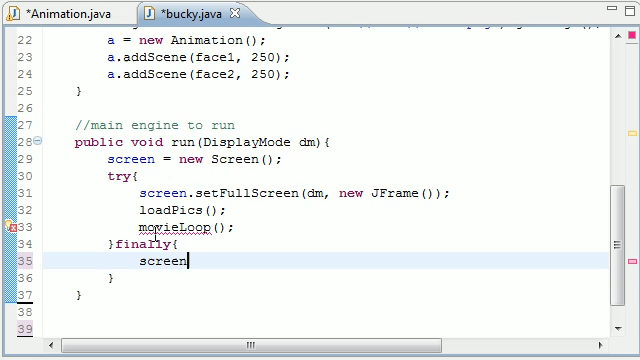 *Animation.java *bucky.java
22 a = new Animation();
23 a.addScene(face1, 250);
24 a.addScene(face2, 250);
25 }
26
27 //main engine to run
28 public void run(DisplayMode dm){
29 screen = new Screen();
30 try{
31 screen.setFullScreen(dm, new JFrame());
32 loadPics();
33 movieLoop();
34 }finally{
35 screen
36 }
37 }
38
39